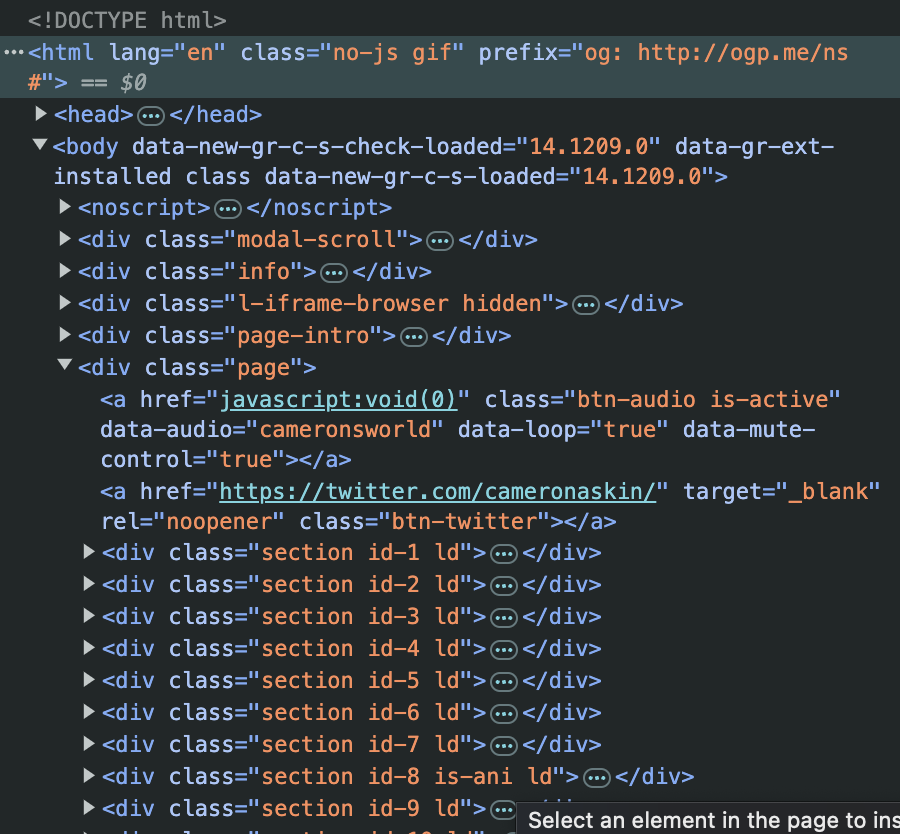 <!DOCTYPE html>
<html lang="en" class="no-js gif" prefix="og: http://ogp.me/ns
#"> == $0
<head>…</head>
<body data-new-gr-c-s-check-loaded="14.1209.0" data-gr-ext-
installed class data-new-gr-c-s-loaded="14.1209.0">
<noscript>…</noscript>
<div class="modal-scroll">…</div>
<div class="info">…</div>
<div class="l-iframe-browser hidden">…</div>
<div class="page-intro">…</div>
<div class="page">
<a href="javascript:void(0)" class="btn-audio is-active"
data-audio="cameronsworld" data-loop="true" data-mute-
control="true"></a>
<a href="https://twitter.com/cameronaskin/" target="_blank"
rel="noopener" class="btn-twitter"></a>
<div class="section id-1 ld">…</div>
<div class="section id-2 ld">…</div>
<div class="section id-3 ld">…</div>
<div class="section id-4 ld">…</div>
<div class="section id-5 ld">…</div>
<div class="section id-6 ld">…</div>
<div class="section id-7 ld">…</div>
<div class="section id-8 is-ani ld">…</div>
<div class="section id-9 ld">…
Select an element in the page to ins